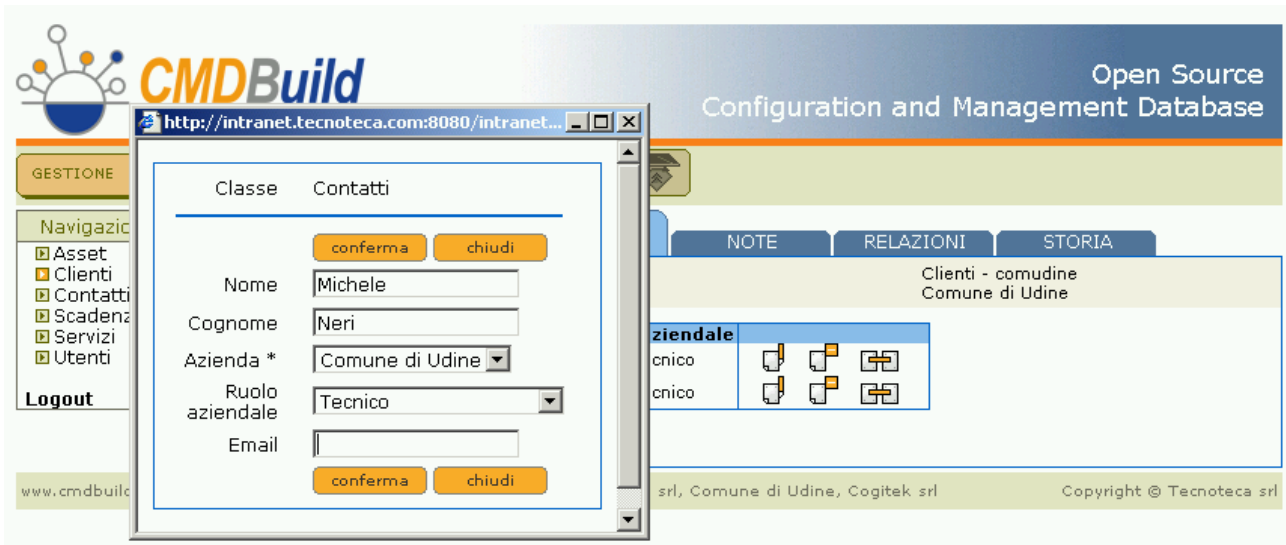 CMDBuild
Open Source
Configuration and Management Database
http://intranet.tecnoteca.com:8080/intranet...
GESTIONE
Classe Contatti
Navigazio
Asset
Clienti
Contatti
Scadenz
Servizi
Utenti
Logout
conferma chiudi
Nome Michele
Cognome Neri
Azienda * Comune di Udine
Ruolo
aziendale
Tecnico
Email
conferma chiudi
NOTE RELAZIONI STORIA
Clienti - comudine
Comune di Udine
ziendale
cnico
cnico
www.cmdbuild
srl, Comune di Udine, Cogitek srl
Copyright © Tecnoteca srl